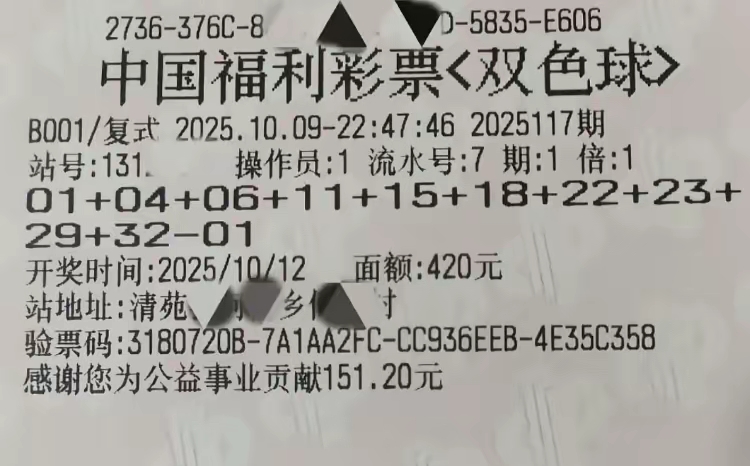 2736-376C-8 D-5835-E606
中国福利彩票<双色球>
B001/复式 2025.10.09-22:47:46 2025117期
站号:131 操作员:1 流水号:7 期:1 倍:1
01+04+06+11+15+18+22+23+
29+32-01
开奖时间:2025/10/12 面额:420元
站地址:清苑 乡 村
验票码:3180720B-7A1AA2FC-CC936EEB-4E35C358
感谢您为公益事业贡献151.20元